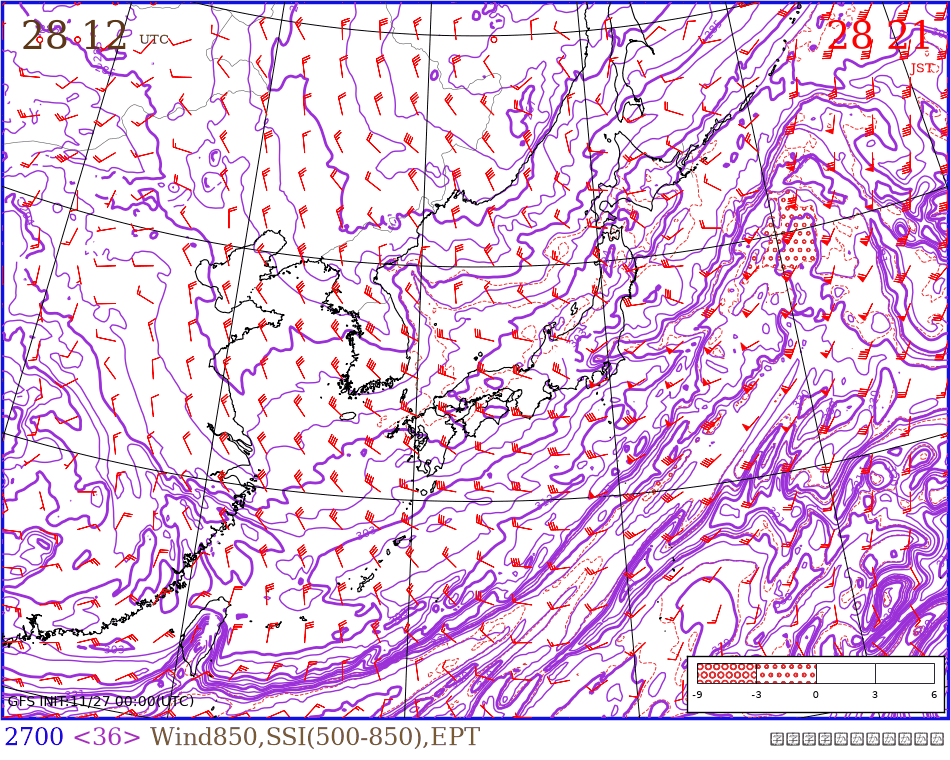 28 12 UTC
28 21
JST
GFS INIT:11/27 00:00(UTC)
-9 -3 0 3 6
2700 <36> Wind850,SSI(500-850),EPT